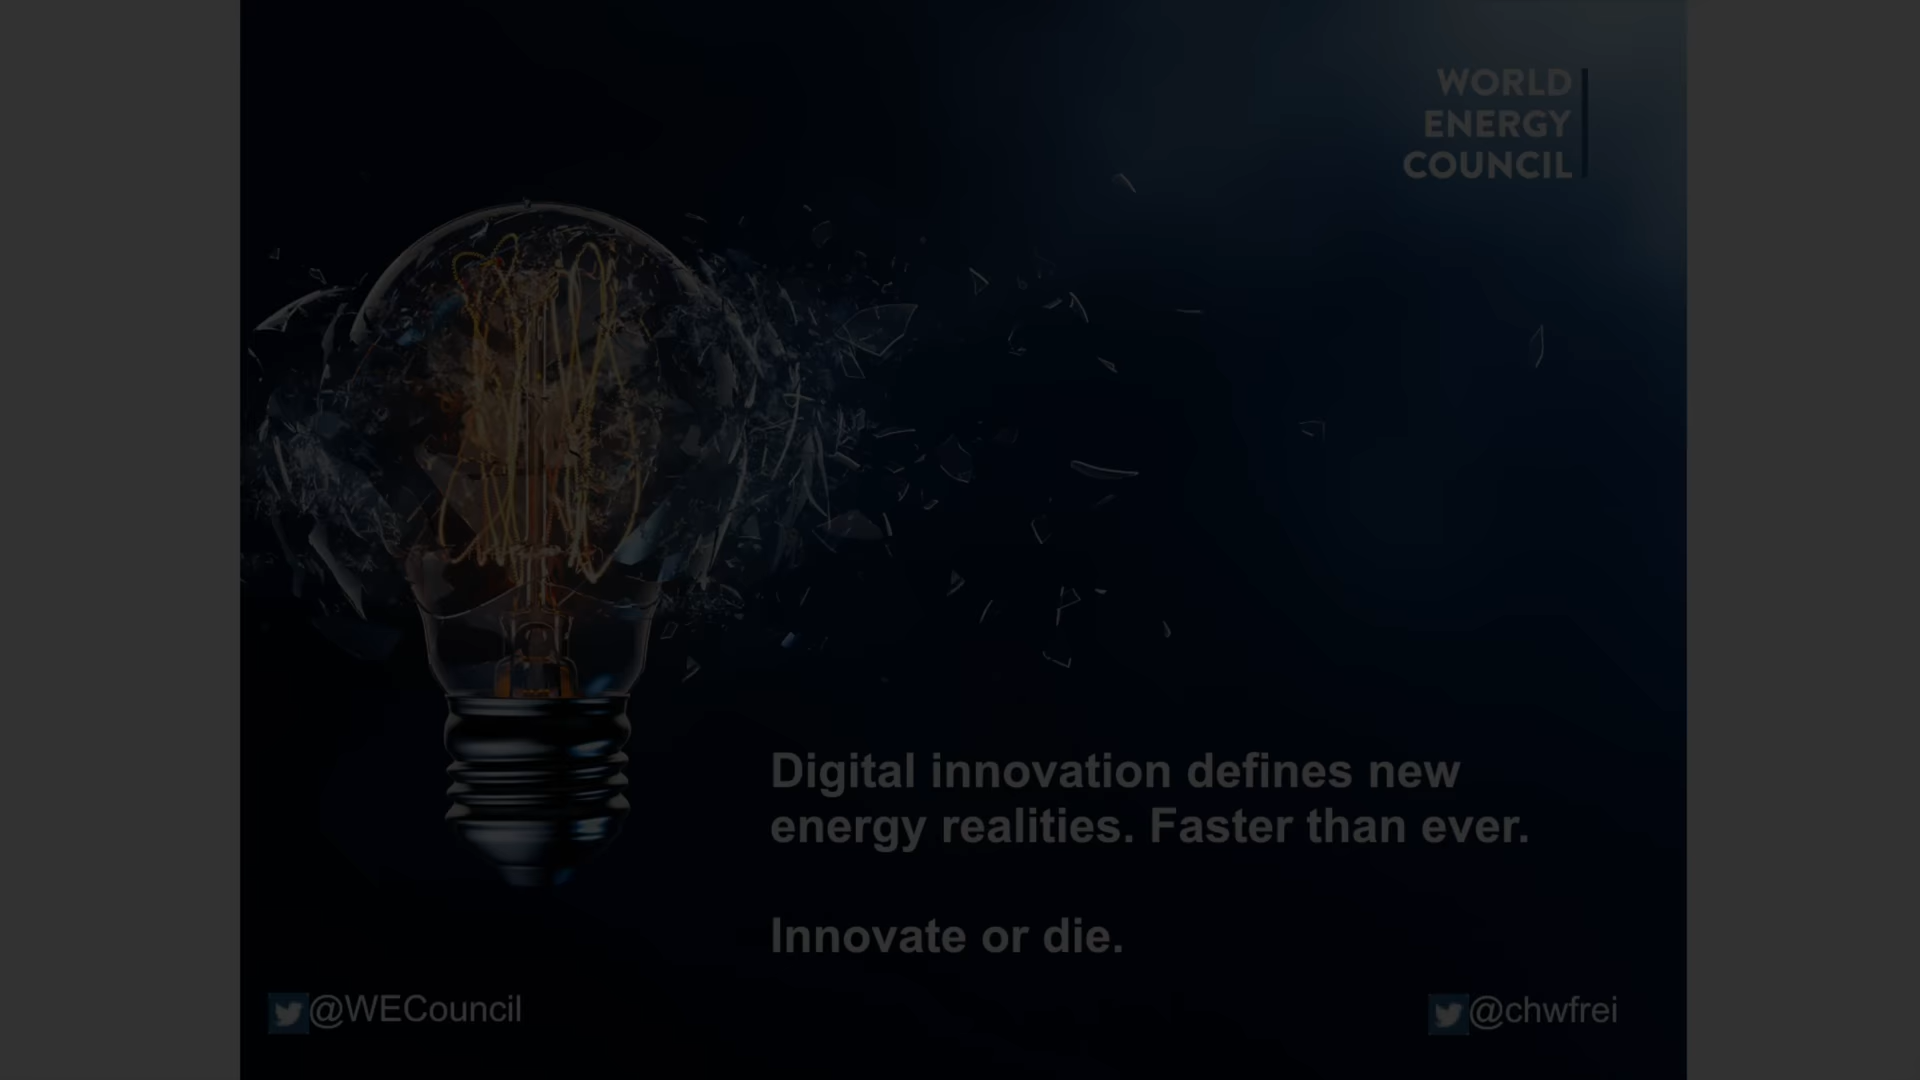 WORLD
ENERGY
COUNCIL
Digital innovation defines new
energy realities. Faster than ever.
Innovate or die.
@WECouncil
@chwfrei